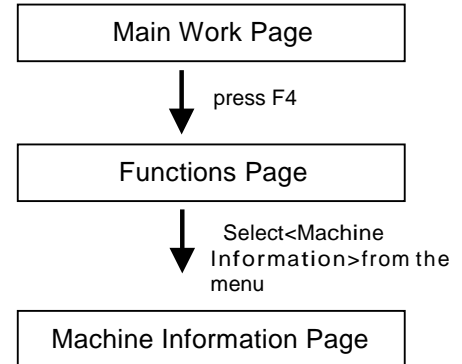 Main Work Page
press F4
Functions Page
Select<Machine
Information>from the
menu
Machine Information Page